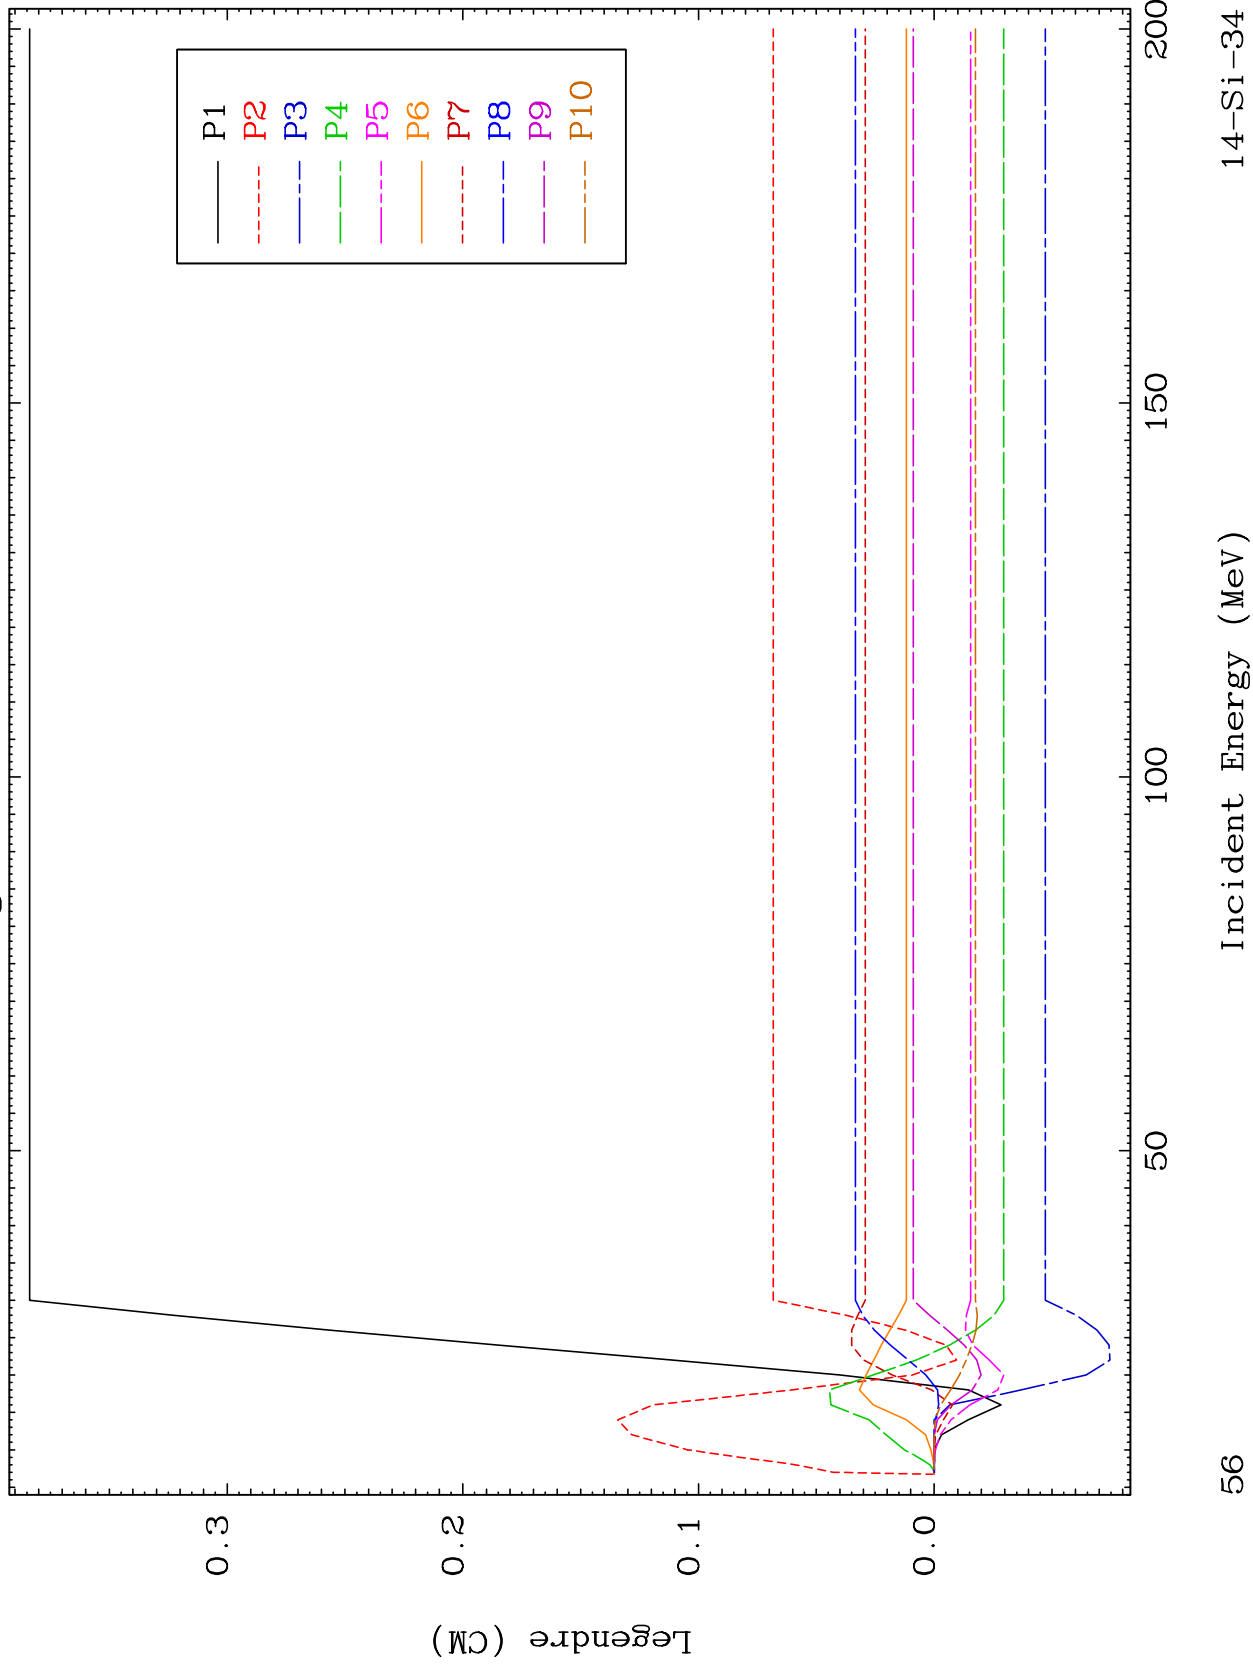 Legendre (CM)
0.3
0.2
0.1
0.0
P1
P2
P3
P4
P5
P6
P7
P8
P9
P10
50
100
150
200
56
Incident Energy (MeV)
14-Si-34